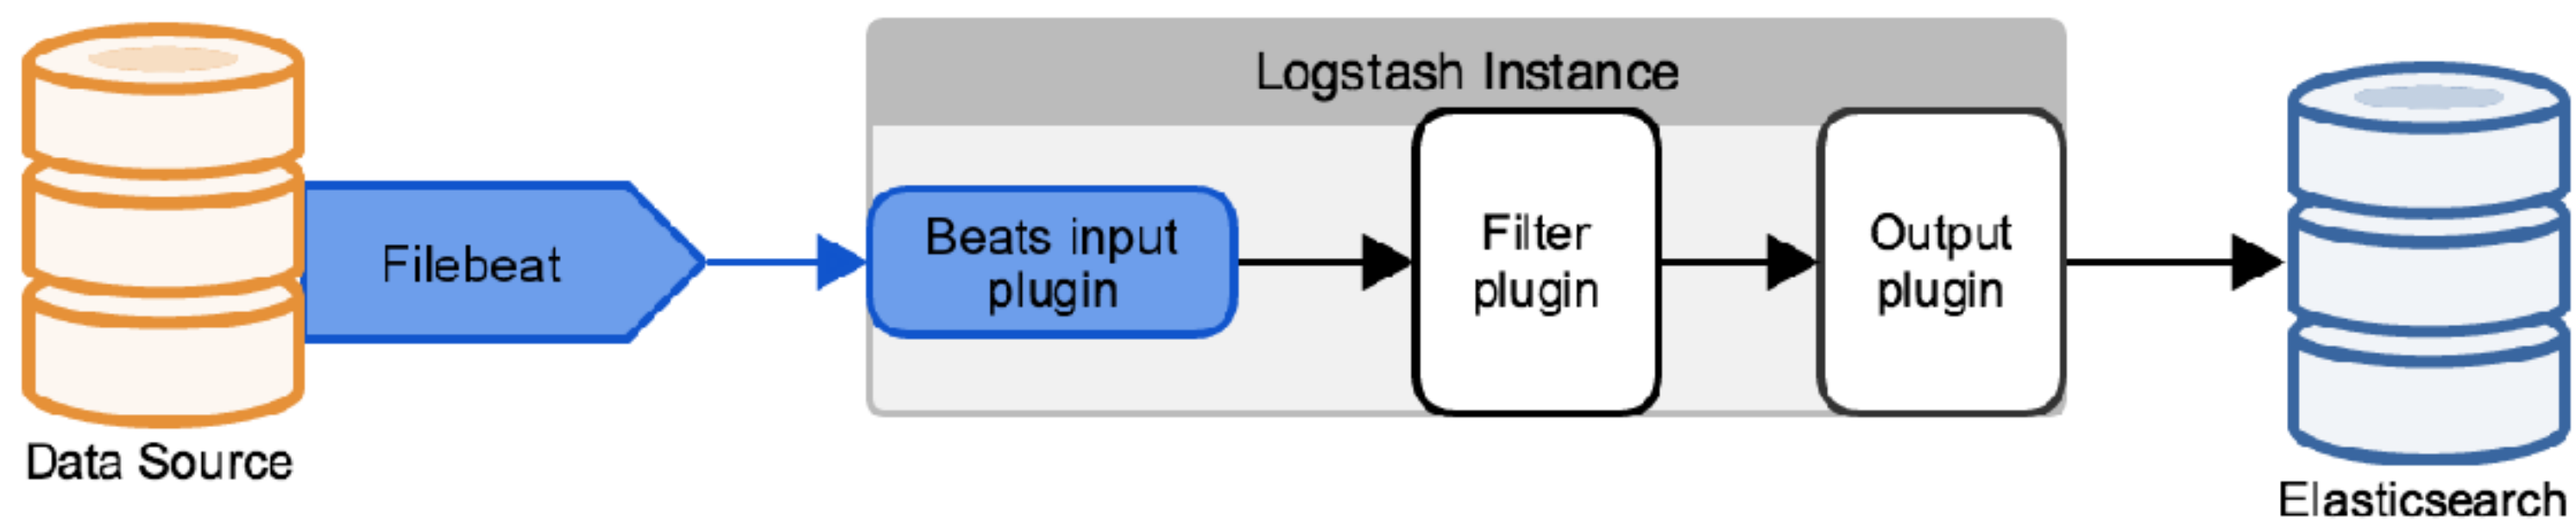 Logstash Instance
Data Source
Filebeat
Beats input
plugin
Filter
plugin
Output
plugin
Elasticsearch